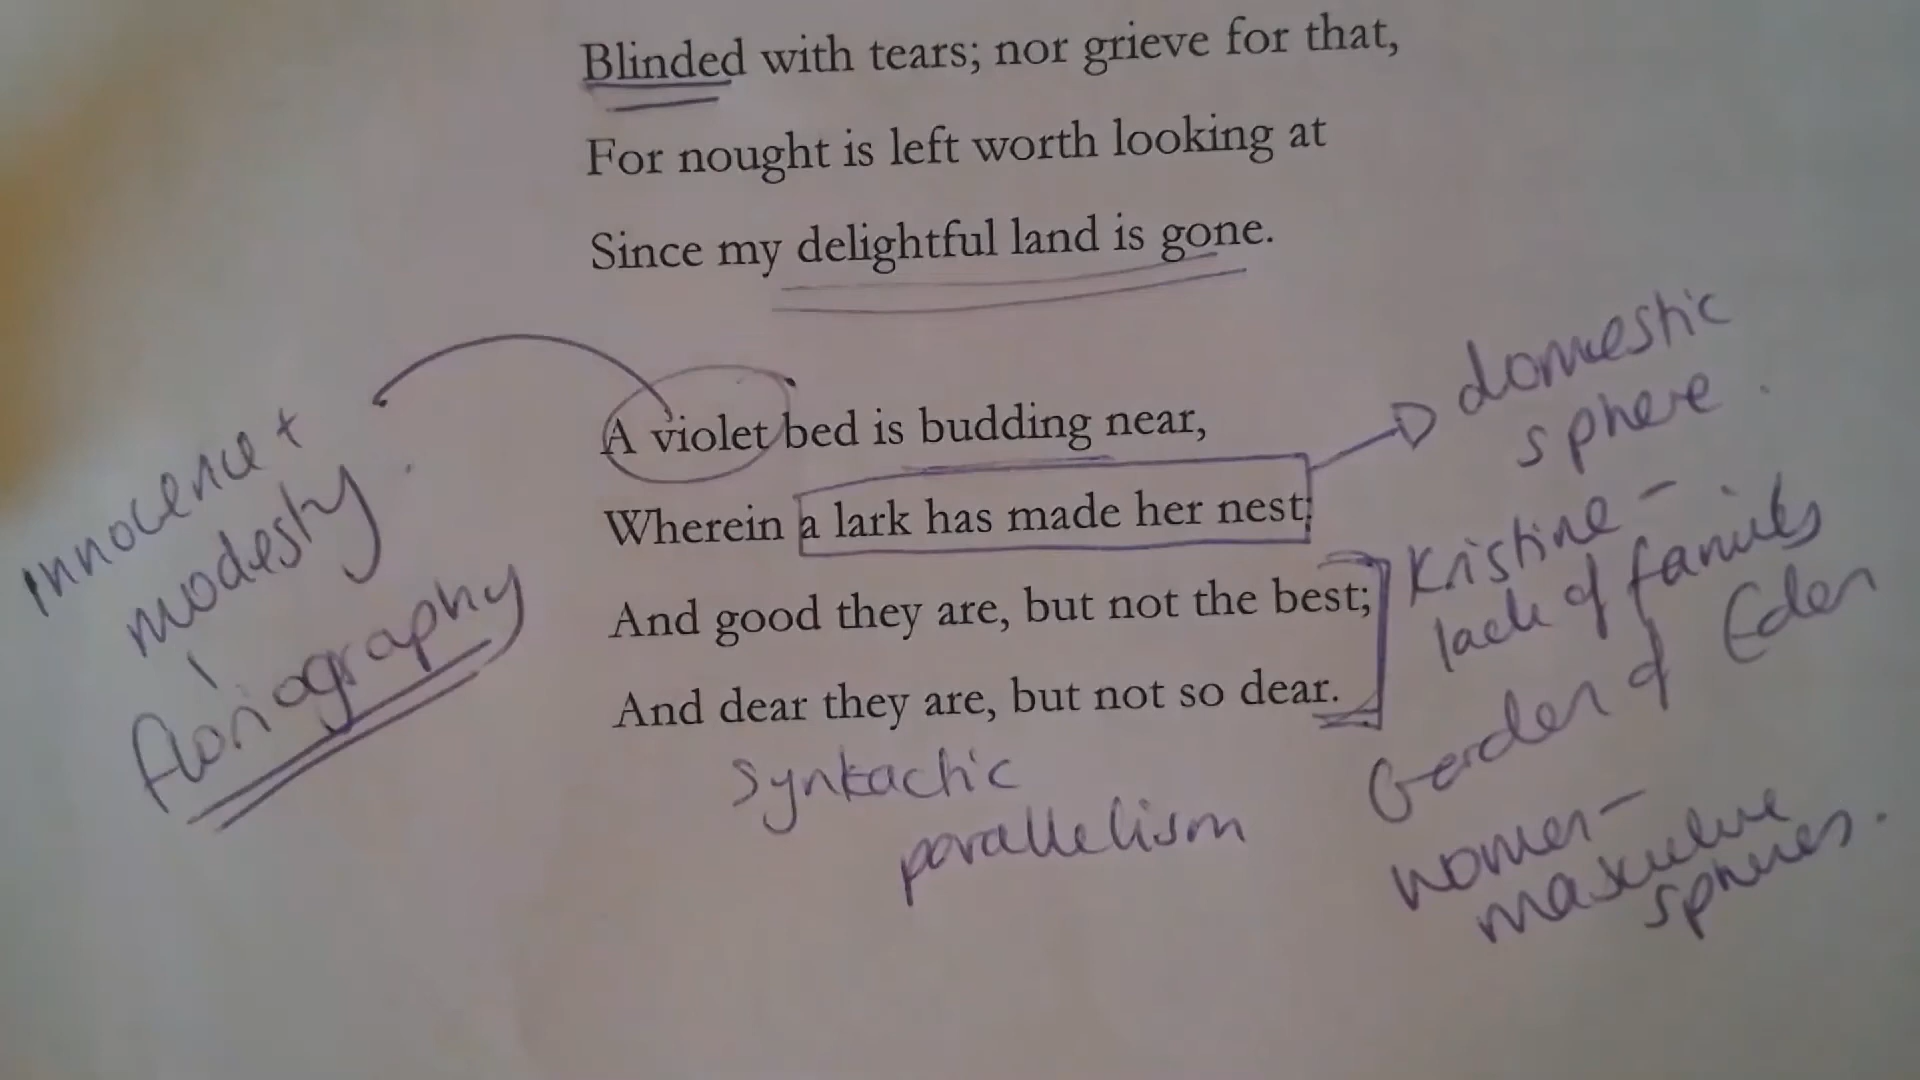 Blinded with tears; nor grieve for that,
For nought is left worth looking at
Since my delightful land is gone.
A violet bed is budding near,
Wherein a lark has made her nest;
And good they are, but not the best;
And dear they are, but not so dear.
innocence +
modesty.
floriography
syntactic
parallelism
domestic
sphere.
Kristine -
lack of family
Garden of Eden
women -
masculine
spheres.